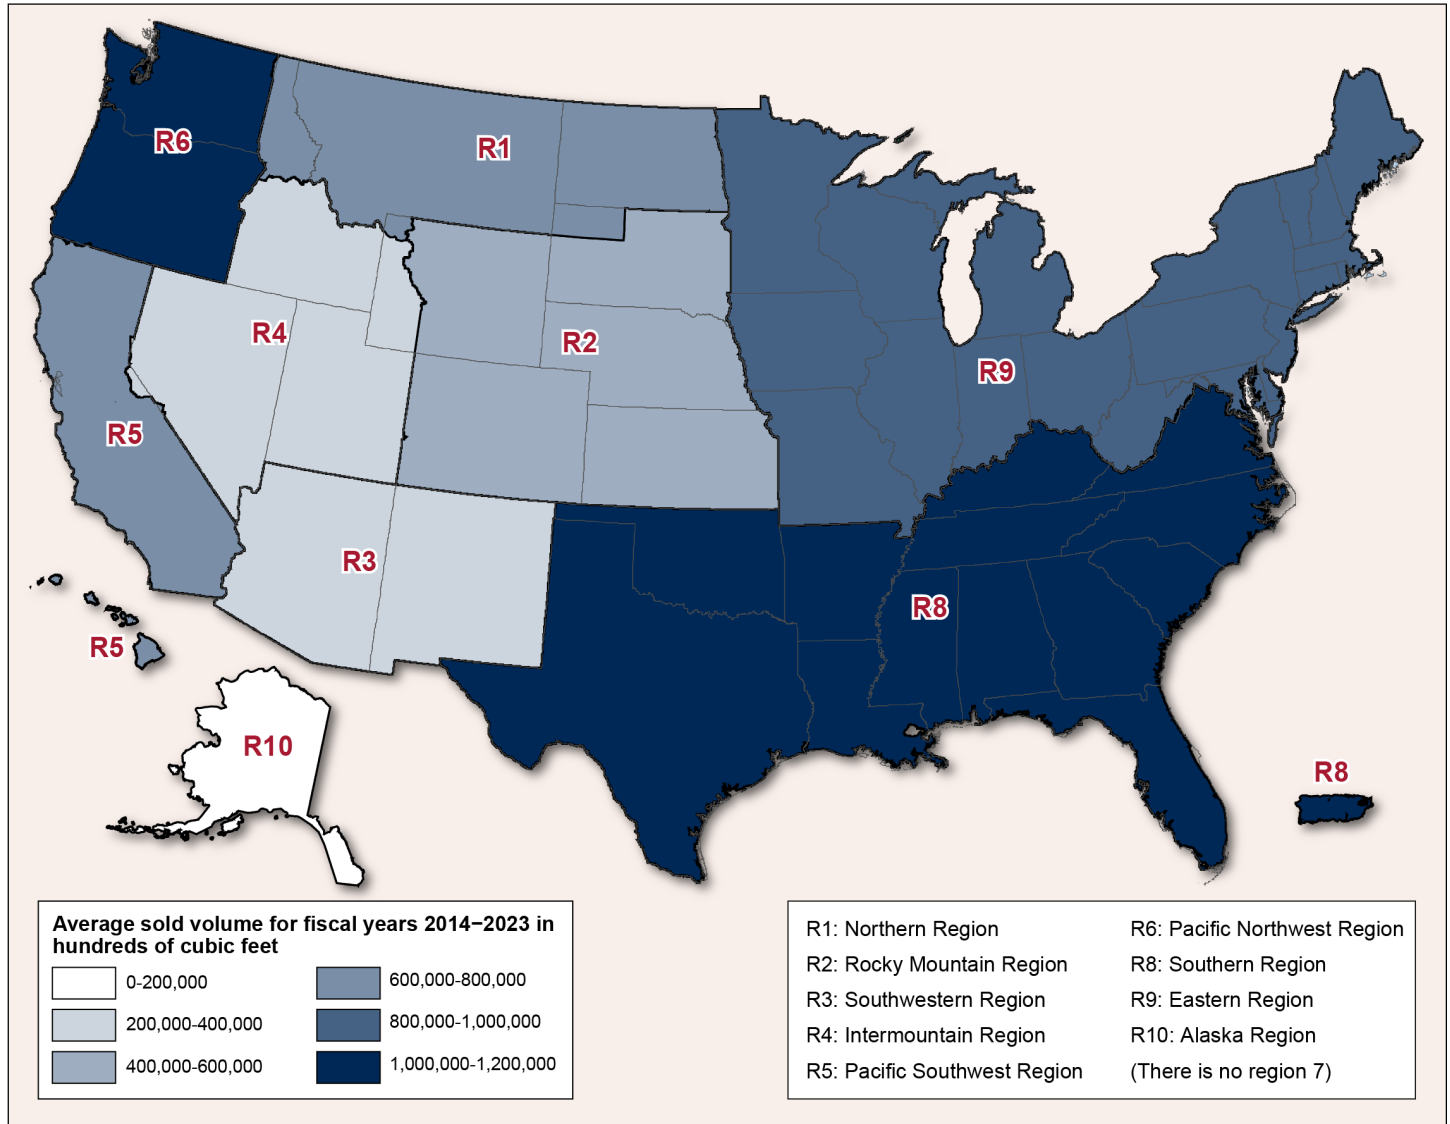 R6
R1
R4
R2
R9
R5
R3
R8
R5
R10
R8
Average sold volume for fiscal years 2014−2023 in
hundreds of cubic feet
0-200,000
200,000-400,000
400,000-600,000
600,000-800,000
800,000-1,000,000
1,000,000-1,200,000
R1: Northern Region
R2: Rocky Mountain Region
R3: Southwestern Region
R4: Intermountain Region
R5: Pacific Southwest Region
R6: Pacific Northwest Region
R8: Southern Region
R9: Eastern Region
R10: Alaska Region
(There is no region 7)